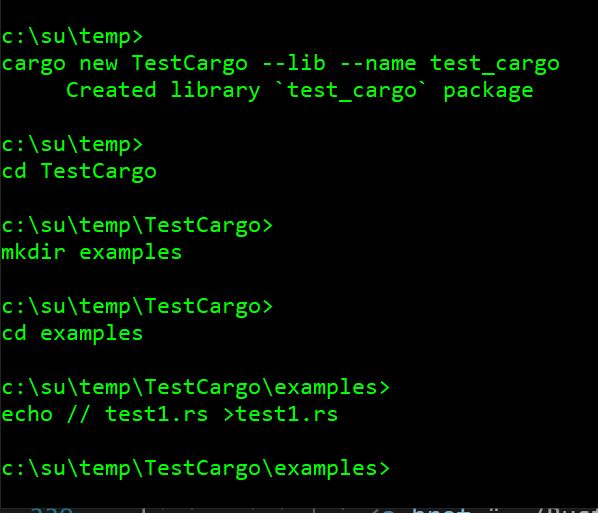 c:\su\temp>
cargo new TestCargo --lib --name test_cargo
Created library `test_cargo` package
c:\su\temp>
cd TestCargo
c:\su\temp\TestCargo>
mkdir examples
c:\su\temp\TestCargo>
cd examples
c:\su\temp\TestCargo\examples>
echo // test1.rs >test1.rs
c:\su\temp\TestCargo\examples>